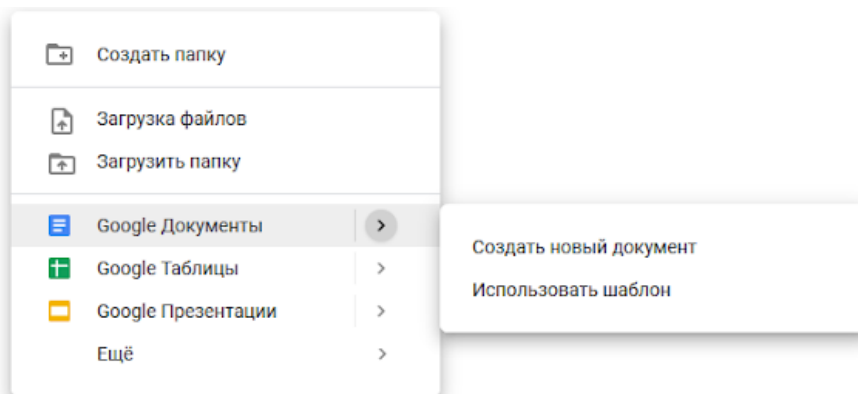 Создать папку
Загрузка файлов
Загрузить папку
Google Документы
Создать новый документ
Google Таблицы
Использовать шаблон
Google Презентации
Ещё